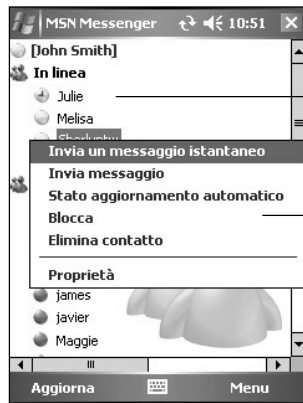 MSN Messenger 10:51
[John Smith]
In linea
Julie
Melisa
Invia un messaggio istantaneo
Invia messaggio
Stato aggiornamento automatico
Blocca
Elimina contatto
Proprietà
james
javier
Maggie
Aggiorna Menu